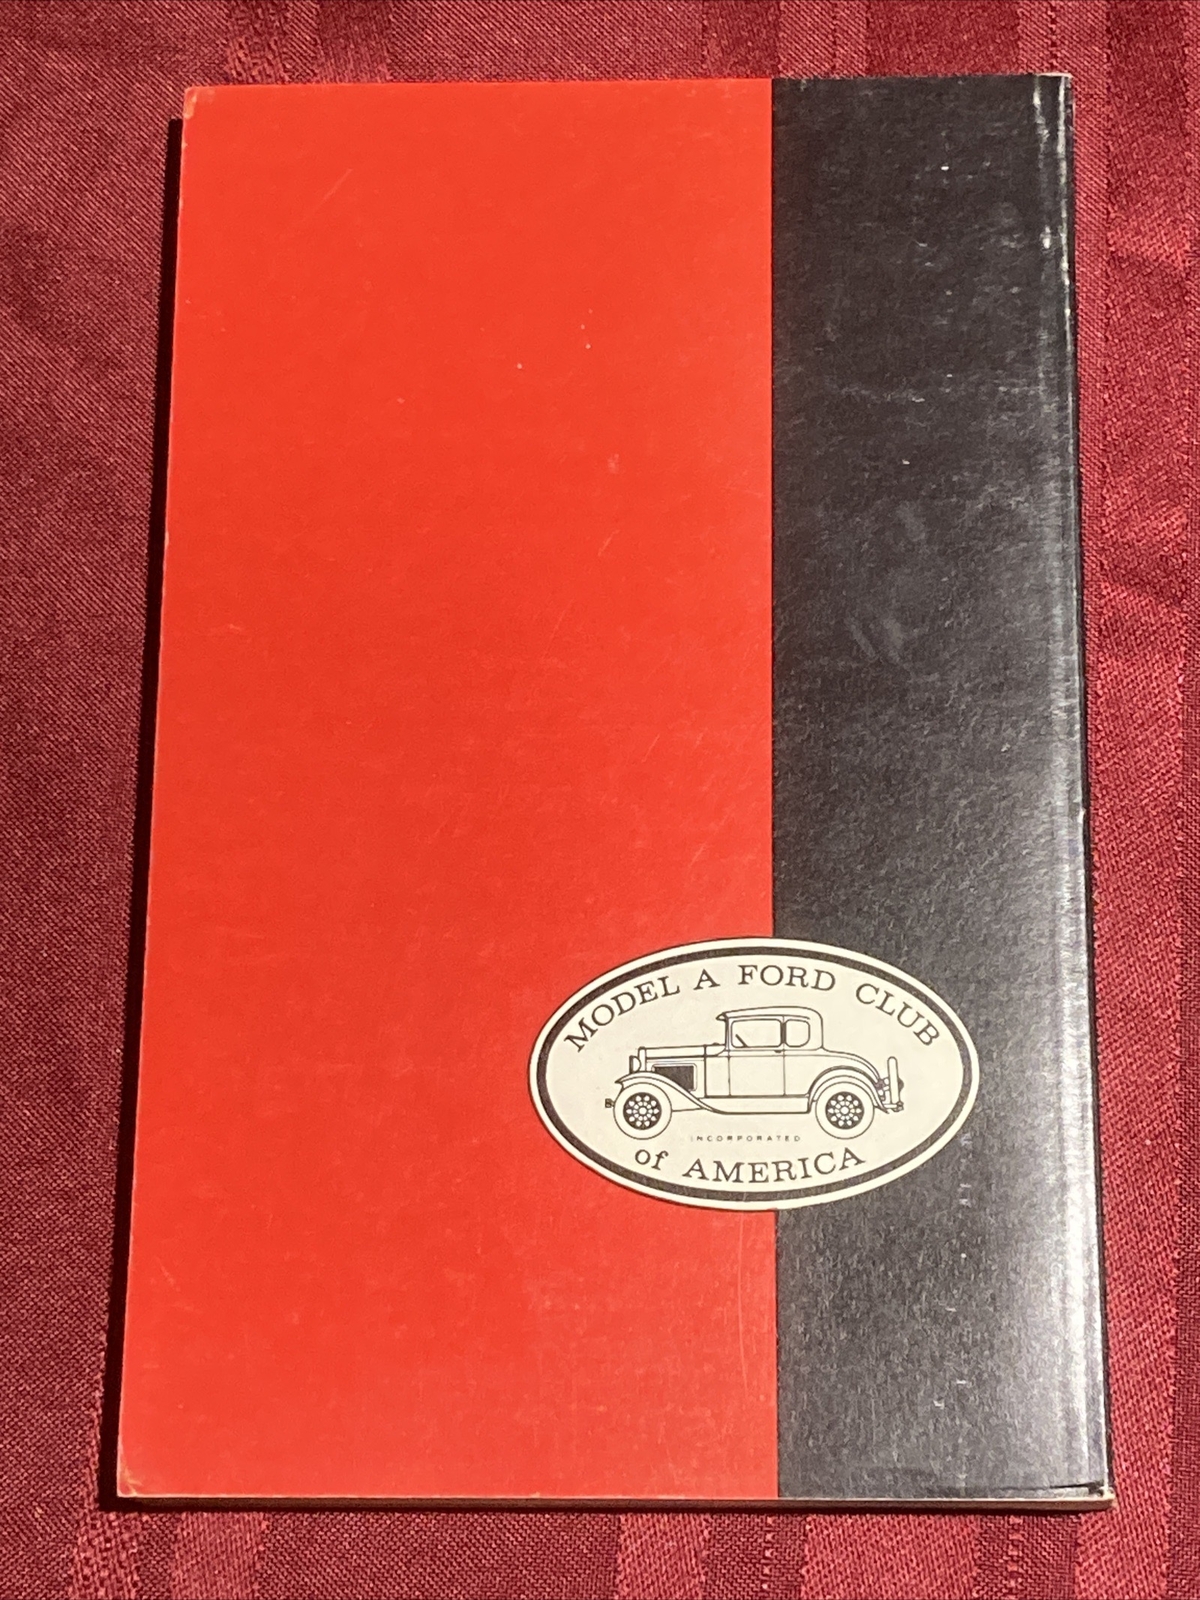 MODEL A FORD CLUB
INCORPORATED
of AMERICA